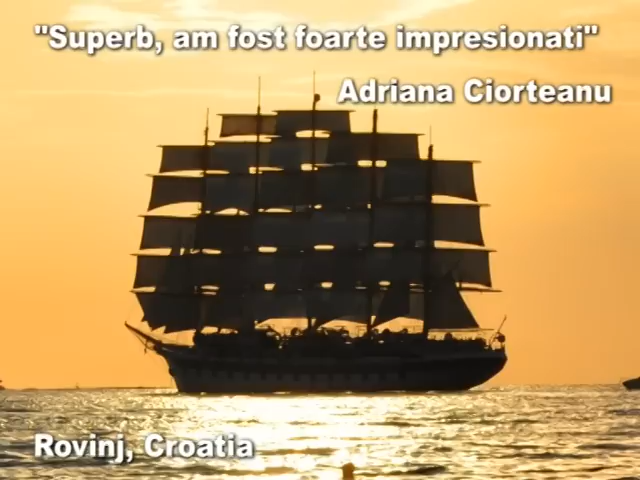 "Superb, am fost foarte impresionati"
Adriana Ciorteanu
Rovinj, Croatia